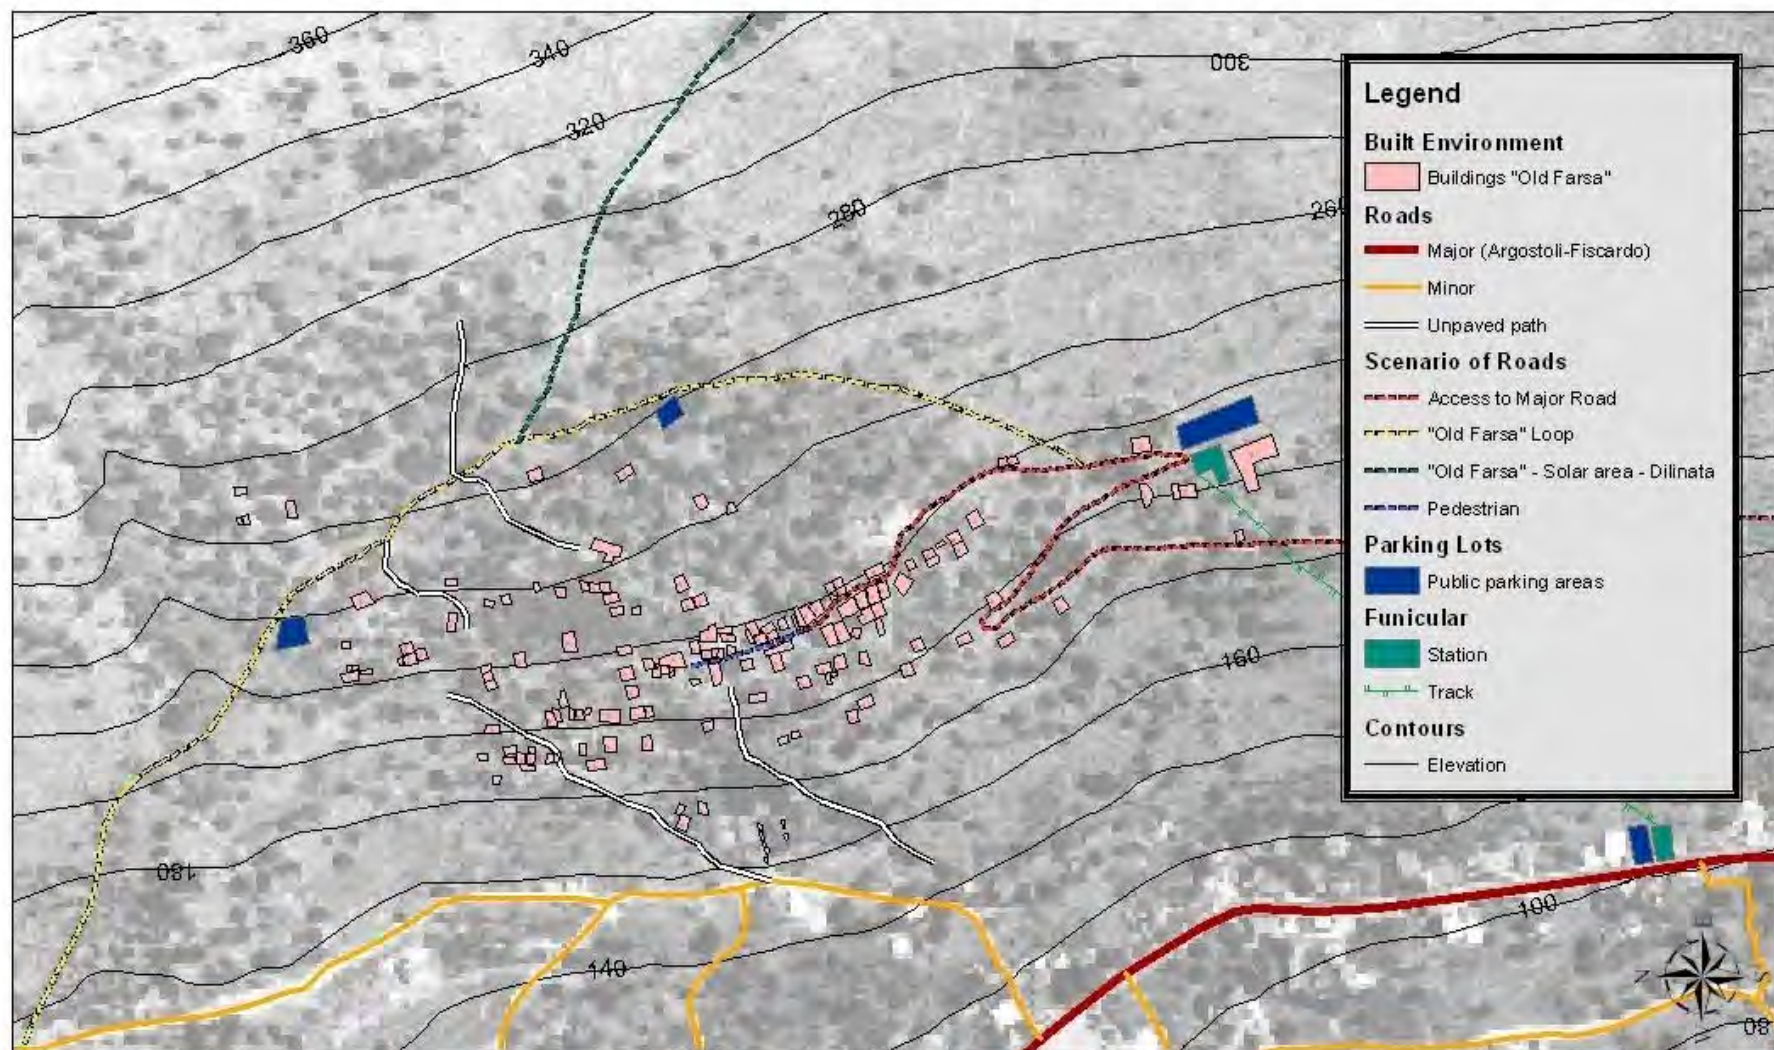 360
340
320
300
280
260
Legend
Built Environment
Buildings "Old Farsa"
Roads
Major (Argostoli-Fiscardo)
Minor
Unpaved path
Scenario of Roads
Access to Major Road
"Old Farsa" Loop
"Old Farsa" - Solar area - Dilinata
Pedestrian
Parking Lots
Public parking areas
Funicular
Station
Track
Contours
Elevation
160
180
100
140
80